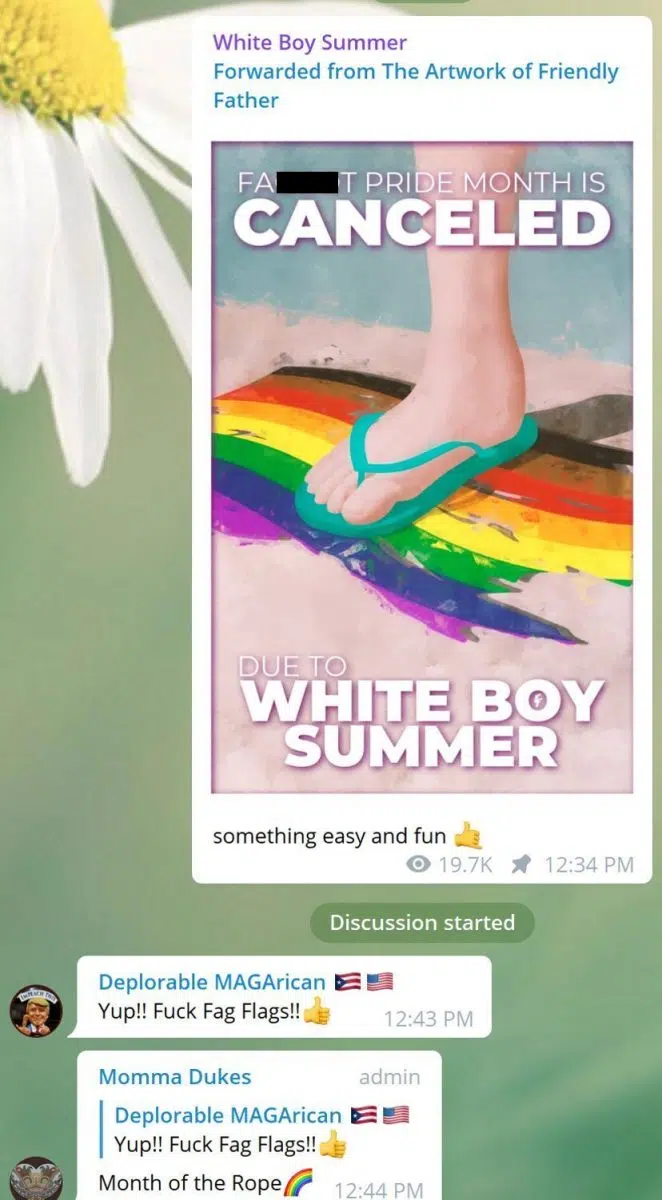 White Boy Summer
Forwarded from The Artwork of Friendly
Father
PRIDE MONTH IS
CANCELED
DUE TO
WHITE BOY
SUMMER
something easy and fun 🤙
19.7K 12:34 PM
Discussion started
Deplorable MAGArican 🇵🇷 🇺🇸
Yup!! Fuck Fag Flags!!👍 12:43 PM
Momma Dukes admin
Deplorable MAGArican 🇵🇷 🇺🇸
Yup!! Fuck Fag Flags!!👍
Month of the Rope🌈 12:44 PM